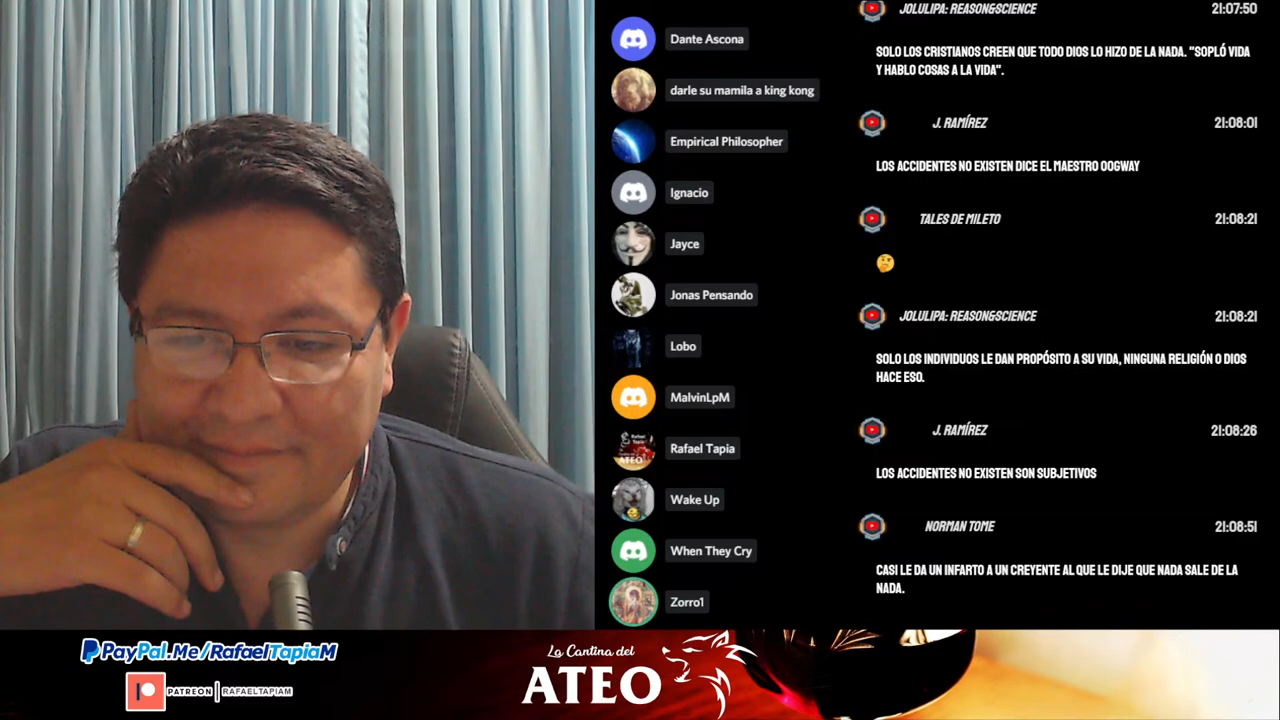 Dante Ascona
darle su mamila a king kong
Empirical Philosopher
Ignacio
Jayce
Jonas Pensando
Lobo
MalvinLpM
Rafael Tapia
Wake Up
When They Cry
Zorro1
JOLULIPA: REASON&SCIENCE 21:07:50
SOLO LOS CRISTIANOS CREEN QUE TODO DIOS LO HIZO DE LA NADA. "SOPLÓ VIDA
Y HABLO COSAS A LA VIDA".
J. RAMÍREZ 21:08:01
LOS ACCIDENTES NO EXISTEN DICE EL MAESTRO OOGWAY
TALES DE MILETO 21:08:21
🤔
JOLULIPA: REASON&SCIENCE 21:08:21
SOLO LOS INDIVIDUOS LE DAN PROPÓSITO A SU VIDA, NINGUNA RELIGIÓN O DIOS
HACE ESO.
J. RAMÍREZ 21:08:26
LOS ACCIDENTES NO EXISTEN SON SUBJETIVOS
NORMAN TOME 21:08:51
CASI LE DA UN INFARTO A UN CREYENTE AL QUE LE DIJE QUE NADA SALE DE LA
NADA.
PayPal.Me/RafaelTapiaM
PATREON | RAFAELTAPIAM
La Cantina del
ATEO